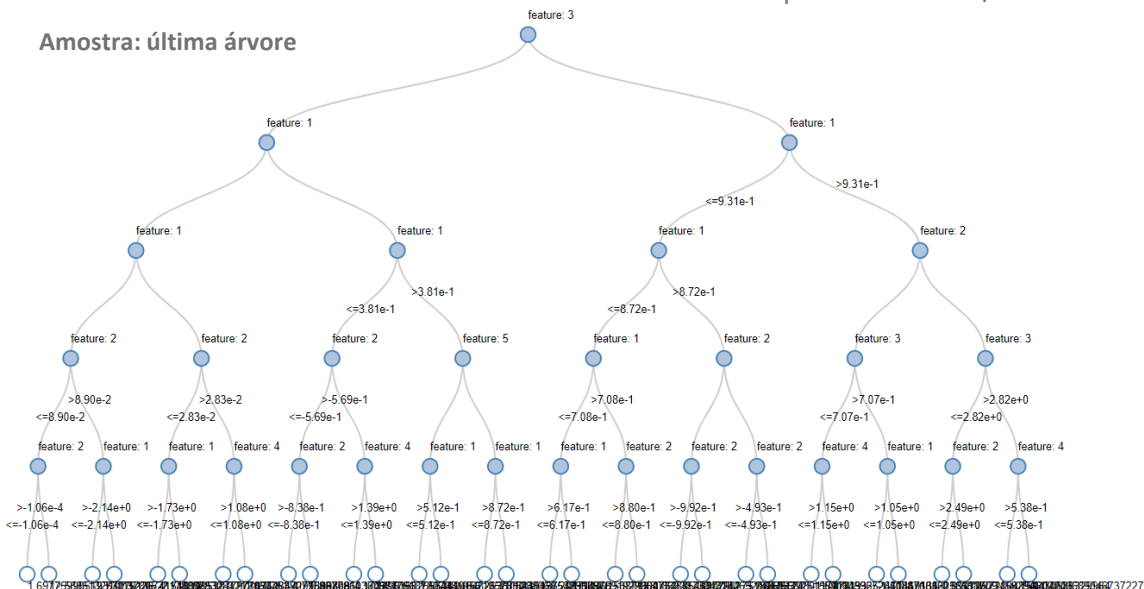 feature: 3
Amostra: última árvore
feature: 1 feature: 1
>9.31e-1
<=9.31e-1
feature: 1 feature: 1 feature: 1 feature: 2
>3.81e-1 >8.72e-1
<=3.81e-1 <=8.72e-1
feature: 2 feature: 2 feature: 2 feature: 5 feature: 1 feature: 2 feature: 3 feature: 3
>8.90e-2 >2.83e-2 >-5.69e-1 >7.08e-1 >7.07e-1 >2.82e+0
<=8.90e-2 <=2.83e-2 <=-5.69e-1 <=7.08e-1 <=7.07e-1 <=2.82e+0
feature: 2 feature: 1 feature: 1 feature: 4 feature: 2 feature: 4 feature: 1 feature: 1 feature: 1 feature: 2 feature: 2 feature: 2 feature: 4 feature: 1 feature: 2 feature: 4
>-1.06e-4 >-2.14e+0 >-1.73e+0 >1.08e+0 >-8.38e-1 >1.39e+0 >5.12e-1 >8.72e-1 >6.17e-1 >8.80e-1 >-9.92e-1 >-4.93e-1 >1.15e+0 >1.05e+0 >2.49e+0 >5.38e-1
<=-1.06e-4 <=-2.14e+0 <=-1.73e+0 <=1.08e+0 <=-8.38e-1 <=1.39e+0 <=5.12e-1 <=8.72e-1 <=6.17e-1 <=8.80e-1 <=-9.92e-1 <=-4.93e-1 <=1.15e+0 <=1.05e+0 <=2.49e+0 <=5.38e-1